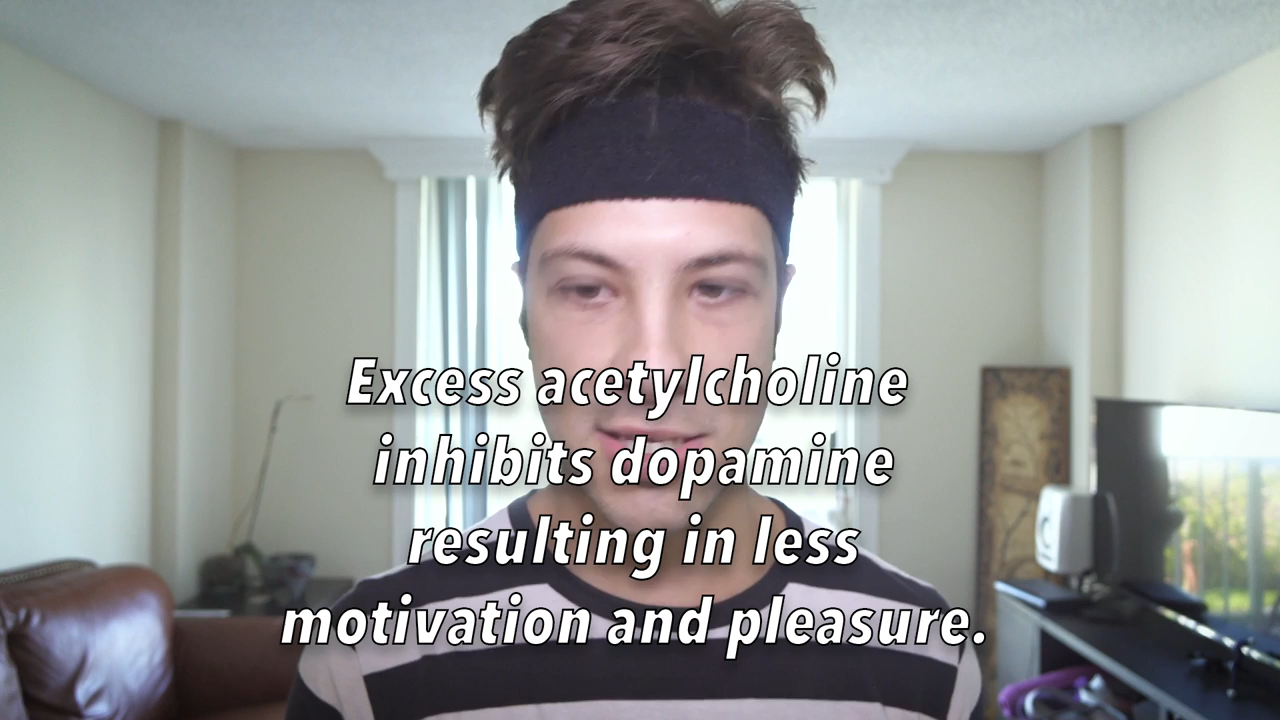 Excess acetylcholine
inhibits dopamine
resulting in less
motivation and pleasure.